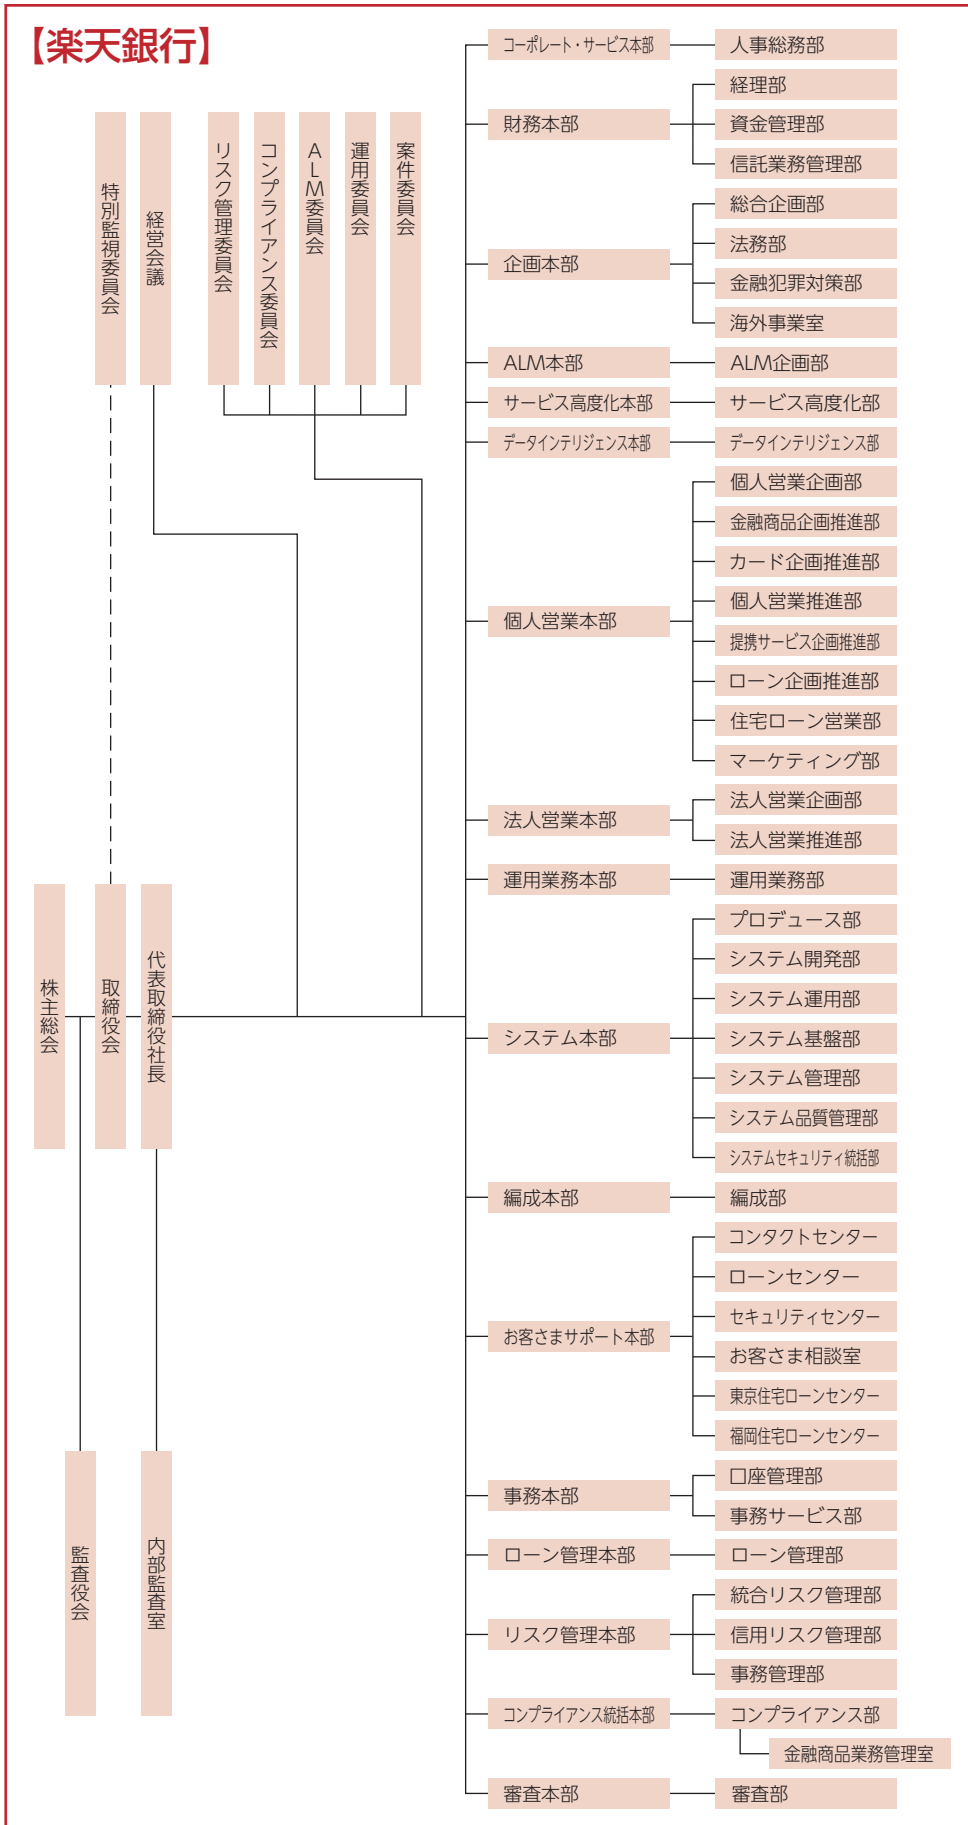 【楽天銀行】
特別監視委員会
経営会議
リスク管理委員会
コンプライアンス委員会
ALM委員会
運用委員会
案件委員会
株主総会
取締役会
代表取締役社長
監査役会
内部監査室
コーポレート・サービス本部
人事総務部
財務本部
経理部
資金管理部
信託業務管理部
企画本部
総合企画部
法務部
金融犯罪対策部
海外事業室
ALM本部
ALM企画部
サービス高度化本部
サービス高度化部
データインテリジェンス本部
データインテリジェンス部
個人営業本部
個人営業企画部
金融商品企画推進部
カード企画推進部
個人営業推進部
提携サービス企画推進部
ローン企画推進部
住宅ローン営業部
マーケティング部
法人営業本部
法人営業企画部
法人営業推進部
運用業務本部
運用業務部
システム本部
プロデュース部
システム開発部
システム運用部
システム基盤部
システム管理部
システム品質管理部
システムセキュリティ統括部
編成本部
編成部
お客さまサポート本部
コンタクトセンター
ローンセンター
セキュリティセンター
お客さま相談室
東京住宅ローンセンター
福岡住宅ローンセンター
事務本部
口座管理部
事務サービス部
ローン管理本部
ローン管理部
リスク管理本部
統合リスク管理部
信用リスク管理部
事務管理部
コンプライアンス統括本部
コンプライアンス部
金融商品業務管理室
審査本部
審査部